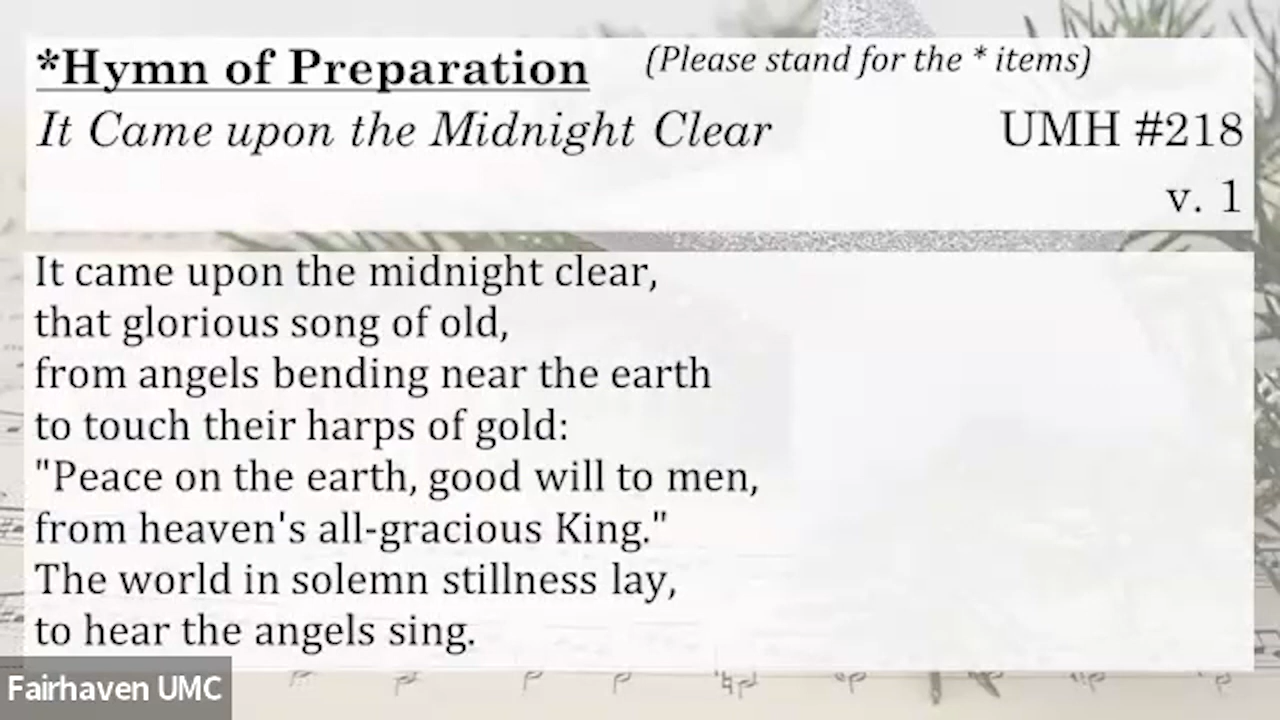 *Hymn of Preparation (Please stand for the * items)
It Came upon the Midnight Clear UMH #218
v. 1
It came upon the midnight clear,
that glorious song of old,
from angels bending near the earth
to touch their harps of gold:
"Peace on the earth, good will to men,
from heaven's all-gracious King."
The world in solemn stillness lay,
to hear the angels sing.
Fairhaven UMC